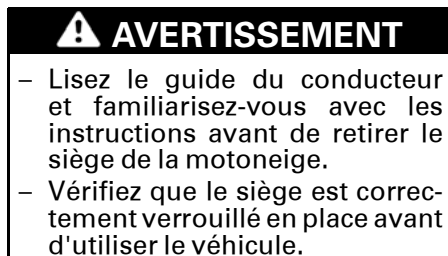 AVERTISSEMENT
– Lisez le guide du conducteur
et familiarisez-vous avec les
instructions avant de retirer le
siège de la motoneige.
– Vérifiez que le siège est correc-
tement verrouillé en place avant
d'utiliser le véhicule.